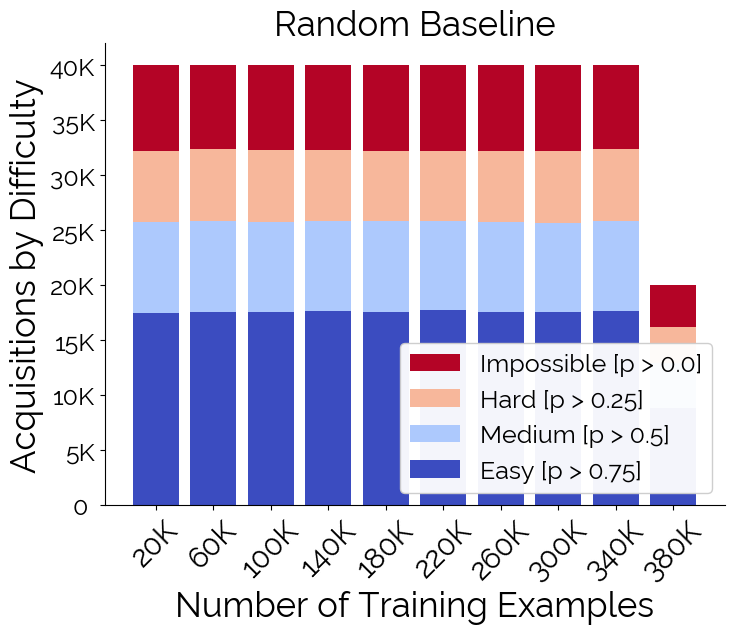 Random Baseline
Acquisitions by Difficulty
40K
35K
30K
25K
20K
15K
10K
5K
0
Impossible [p > 0.0]
Hard [p > 0.25]
Medium [p > 0.5]
Easy [p > 0.75]
20K
60K
100K
140K
180K
220K
260K
300K
340K
380K
Number of Training Examples